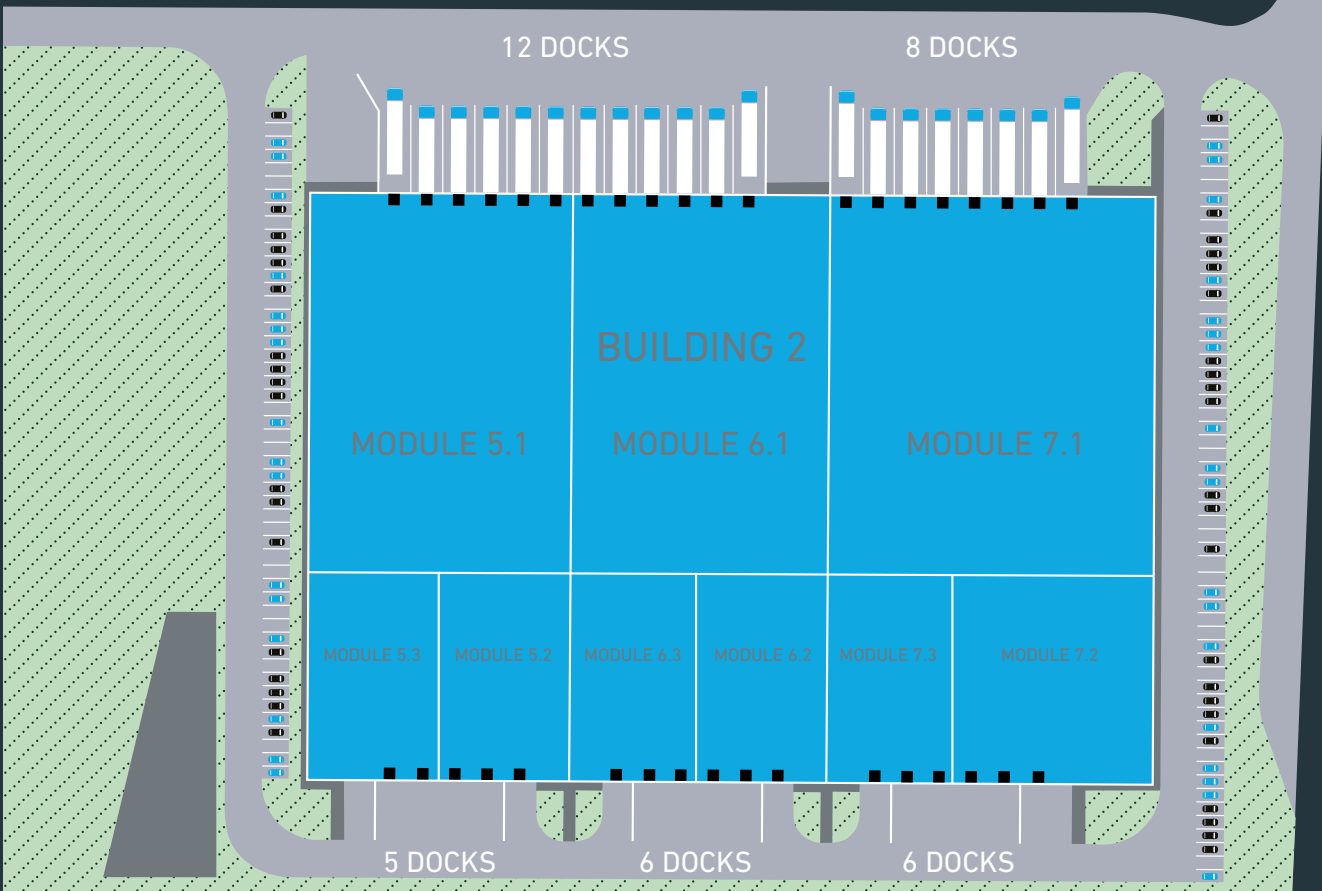 12 DOCKS
8 DOCKS
BUILDING 2
MODULE 5.1
MODULE 6.1
MODULE 7.1
MODULE 5.3
MODULE 5.2
MODULE 6.3
MODULE 6.2
MODULE 7.3
MODULE 7.2
5 DOCKS
6 DOCKS
6 DOCKS